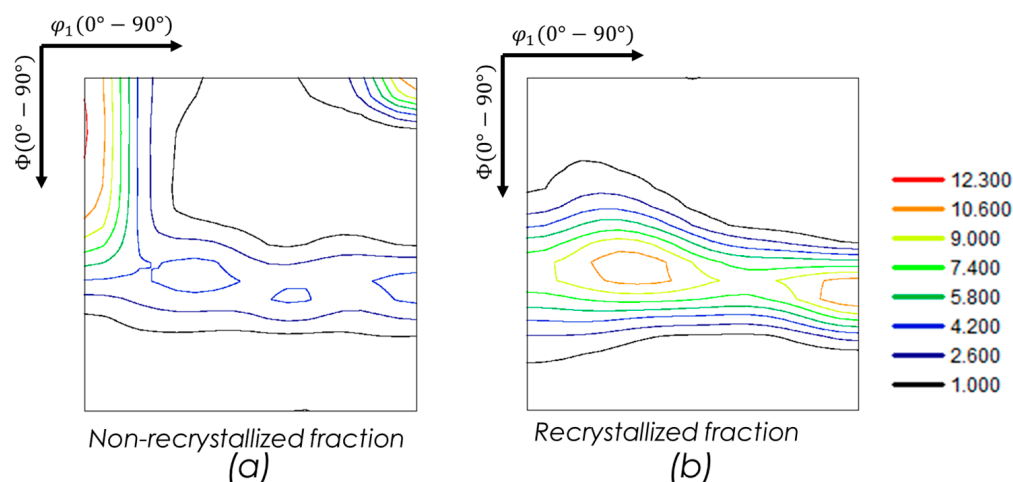 φ₁(0° − 90°)
Φ(0° − 90°)
φ₁(0° − 90°)
Φ(0° − 90°)
12.300
10.600
9.000
7.400
5.800
4.200
2.600
1.000
Non-recrystallized fraction
(a)
Recrystallized fraction
(b)